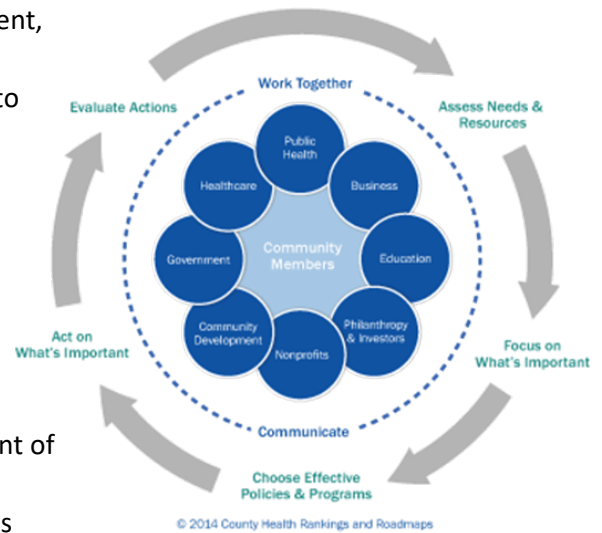 ent,
to
Work Together
Evaluate Actions
Assess Needs &
Resources
Public
Health
Healthcare
Business
Community
Members
Government
Education
Community
Development
Philanthropy
& Investors
Nonprofits
Act on
What's Important
Focus on
What's Important
Communicate
nt of
Choose Effective
Policies & Programs
s
© 2014 County Health Rankings and Roadmaps